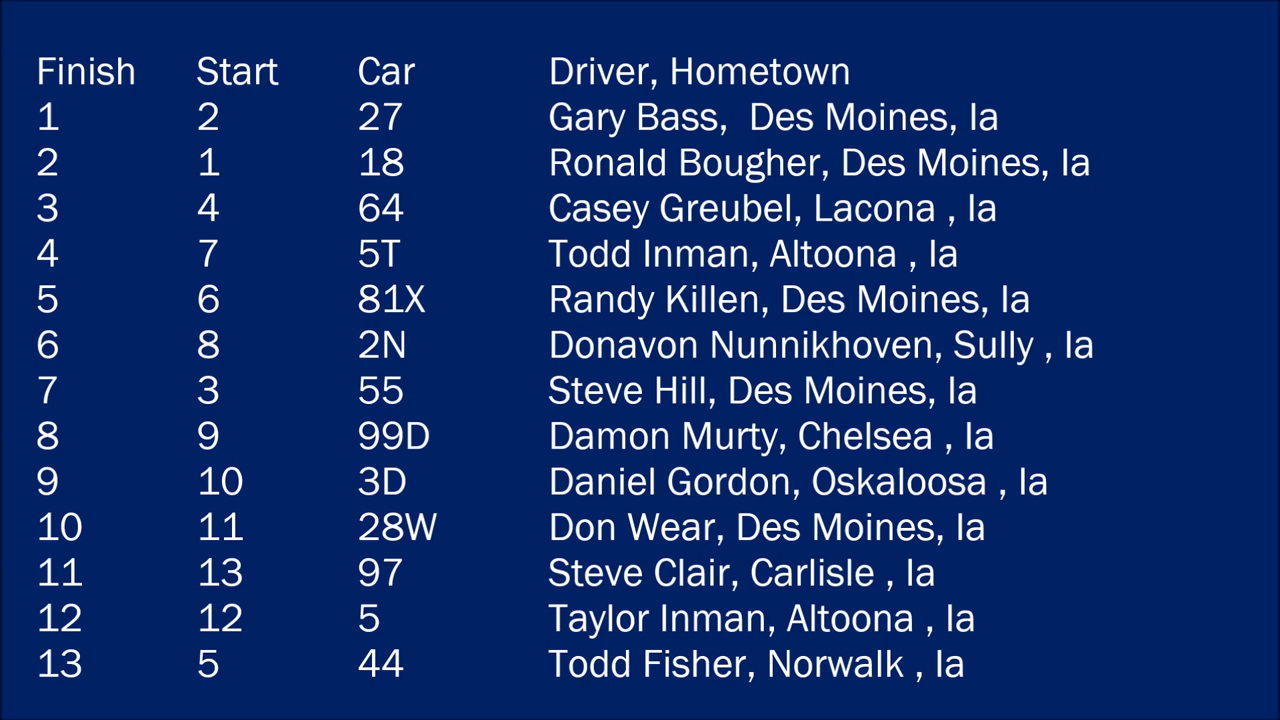 Finish Start Car Driver, Hometown
1 2 27 Gary Bass,  Des Moines, Ia
2 1 18 Ronald Bougher, Des Moines, Ia
3 4 64 Casey Greubel, Lacona , Ia
4 7 5T Todd Inman, Altoona , Ia
5 6 81X Randy Killen, Des Moines, Ia
6 8 2N Donavon Nunnikhoven, Sully , Ia
7 3 55 Steve Hill, Des Moines, Ia
8 9 99D Damon Murty, Chelsea , Ia
9 10 3D Daniel Gordon, Oskaloosa , Ia
10 11 28W Don Wear, Des Moines, Ia
11 13 97 Steve Clair, Carlisle , Ia
12 12 5 Taylor Inman, Altoona , Ia
13 5 44 Todd Fisher, Norwalk , Ia